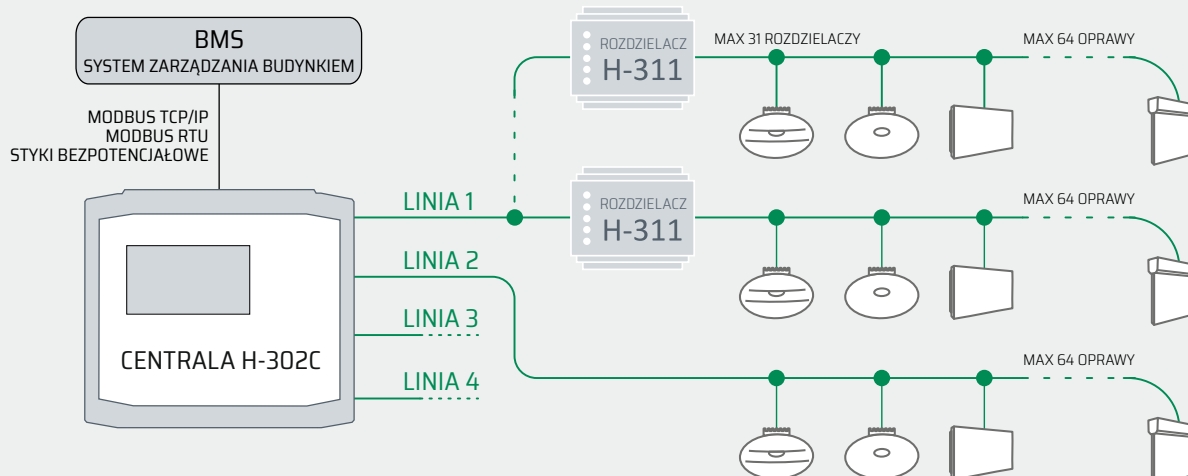 BMS
SYSTEM ZARZĄDZANIA BUDYNKIEM
MODBUS TCP/IP
MODBUS RTU
STYKI BEZPOTENCJAŁOWE
CENTRALA H-302C
LINIA 1
LINIA 2
LINIA 3
LINIA 4
ROZDZIELACZ
H-311
MAX 31 ROZDZIELACZY
MAX 64 OPRAWY
ROZDZIELACZ
H-311
MAX 64 OPRAWY
MAX 64 OPRAWY